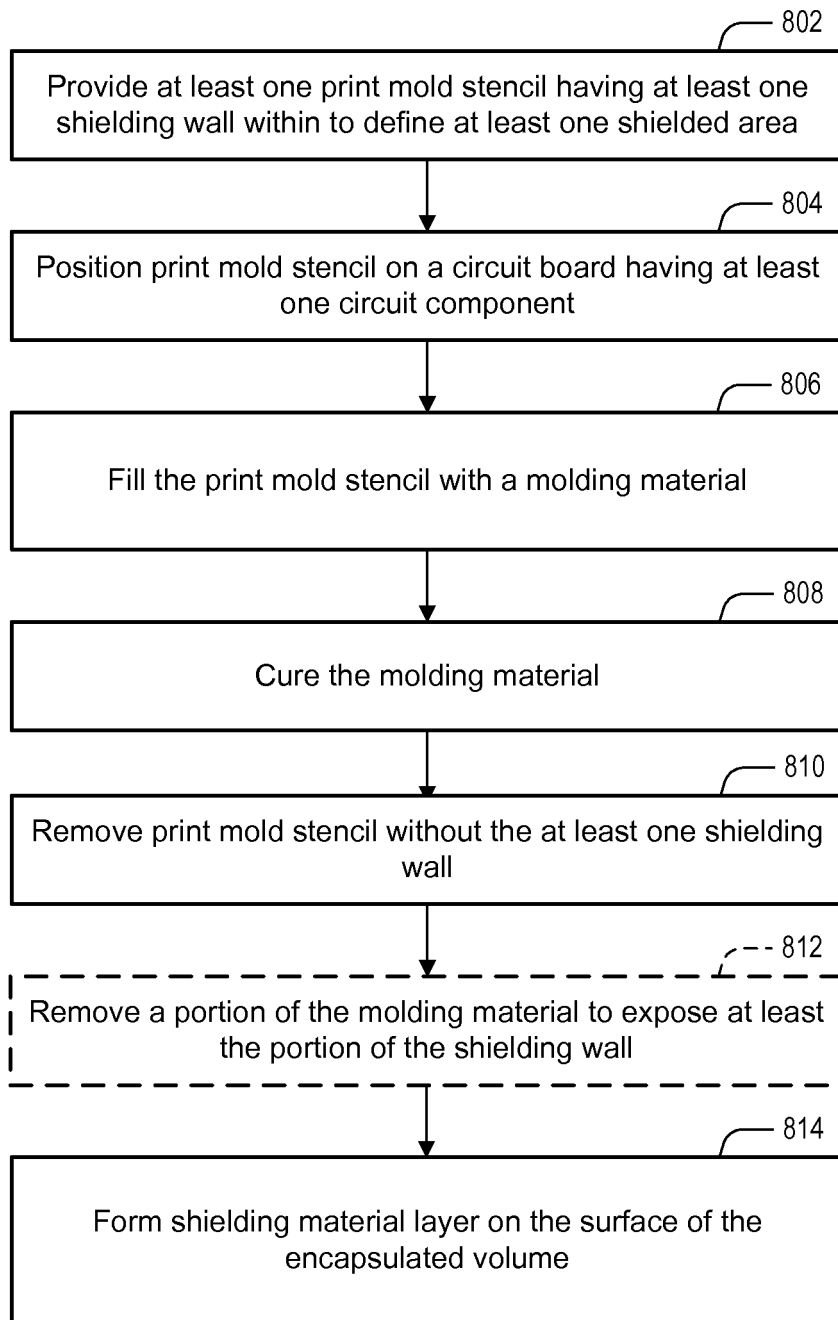 802
Provide at least one print mold stencil having at least one
shielding wall within to define at least one shielded area
804
Position print mold stencil on a circuit board having at least
one circuit component
806
Fill the print mold stencil with a molding material
808
Cure the molding material
810
Remove print mold stencil without the at least one shielding
wall
812
Remove a portion of the molding material to expose at least
the portion of the shielding wall
814
Form shielding material layer on the surface of the
encapsulated volume